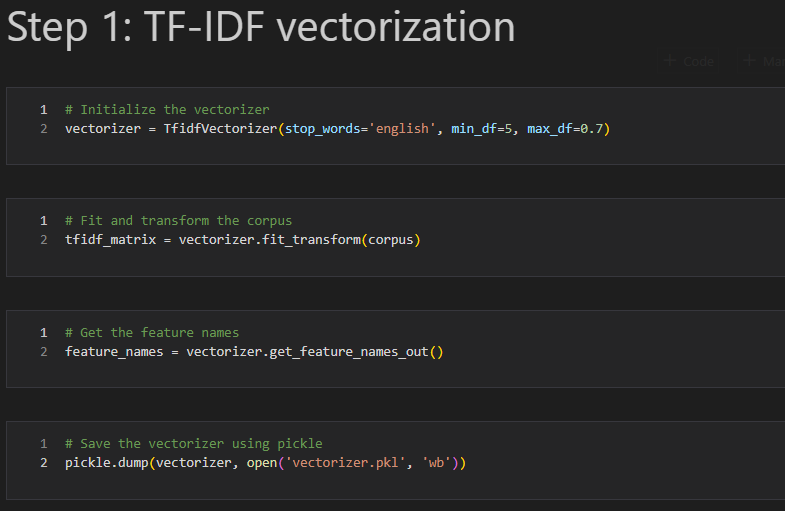 Step 1: TF-IDF vectorization
+ Code + Mar
1 # Initialize the vectorizer
2 vectorizer = TfidfVectorizer(stop_words='english', min_df=5, max_df=0.7)
1 # Fit and transform the corpus
2 tfidf_matrix = vectorizer.fit_transform(corpus)
1 # Get the feature names
2 feature_names = vectorizer.get_feature_names_out()
1 # Save the vectorizer using pickle
2 pickle.dump(vectorizer, open('vectorizer.pkl', 'wb'))